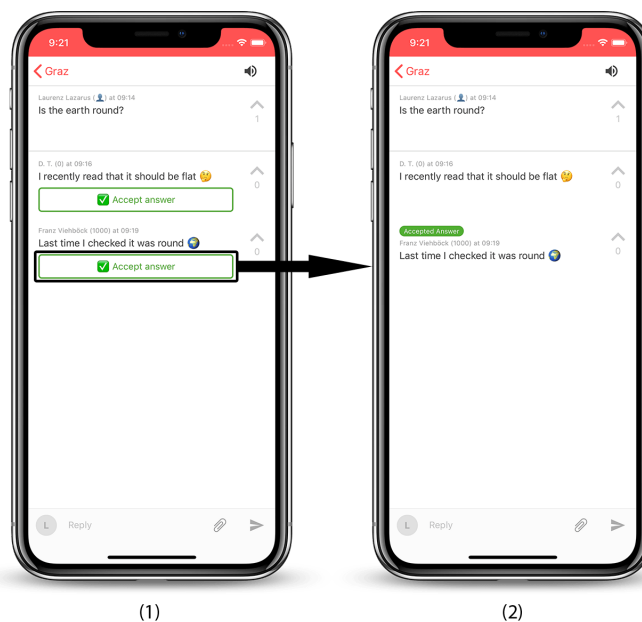 9:21
Graz
Laurenz Lazarus (👤) at 09:14
Is the earth round?
1
D. T. (0) at 09:16
I recently read that it should be flat 🤔
0
✅ Accept answer
Franz Viehböck (1000) at 09:19
Last time I checked it was round 🌍
0
✅ Accept answer
L Reply
(1)
9:21
Graz
Laurenz Lazarus (👤) at 09:14
Is the earth round?
1
D. T. (0) at 09:16
I recently read that it should be flat 🤔
0
Accepted Answer
Franz Viehböck (1000) at 09:19
Last time I checked it was round 🌍
0
L Reply
(2)